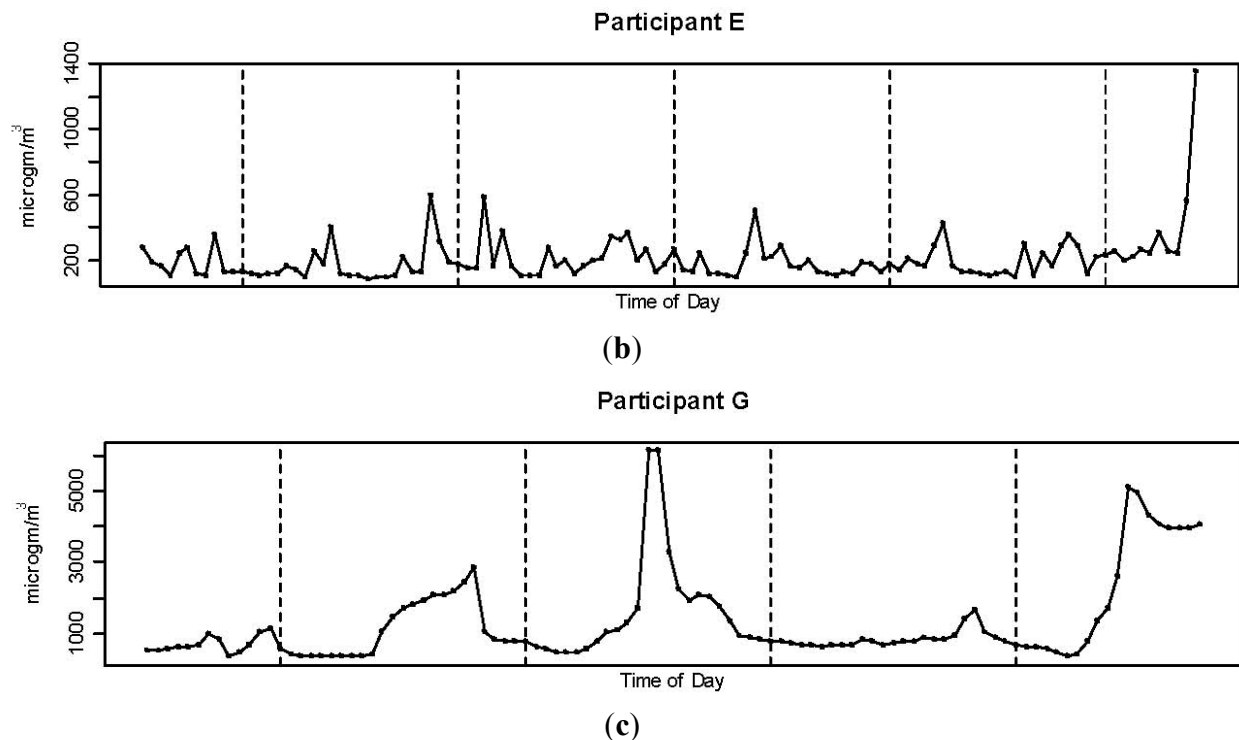 Participant E
1400
1000
600
200
microgm/m³
Time of Day
(b)
Participant G
5000
3000
1000
microgm/m³
Time of Day
(c)